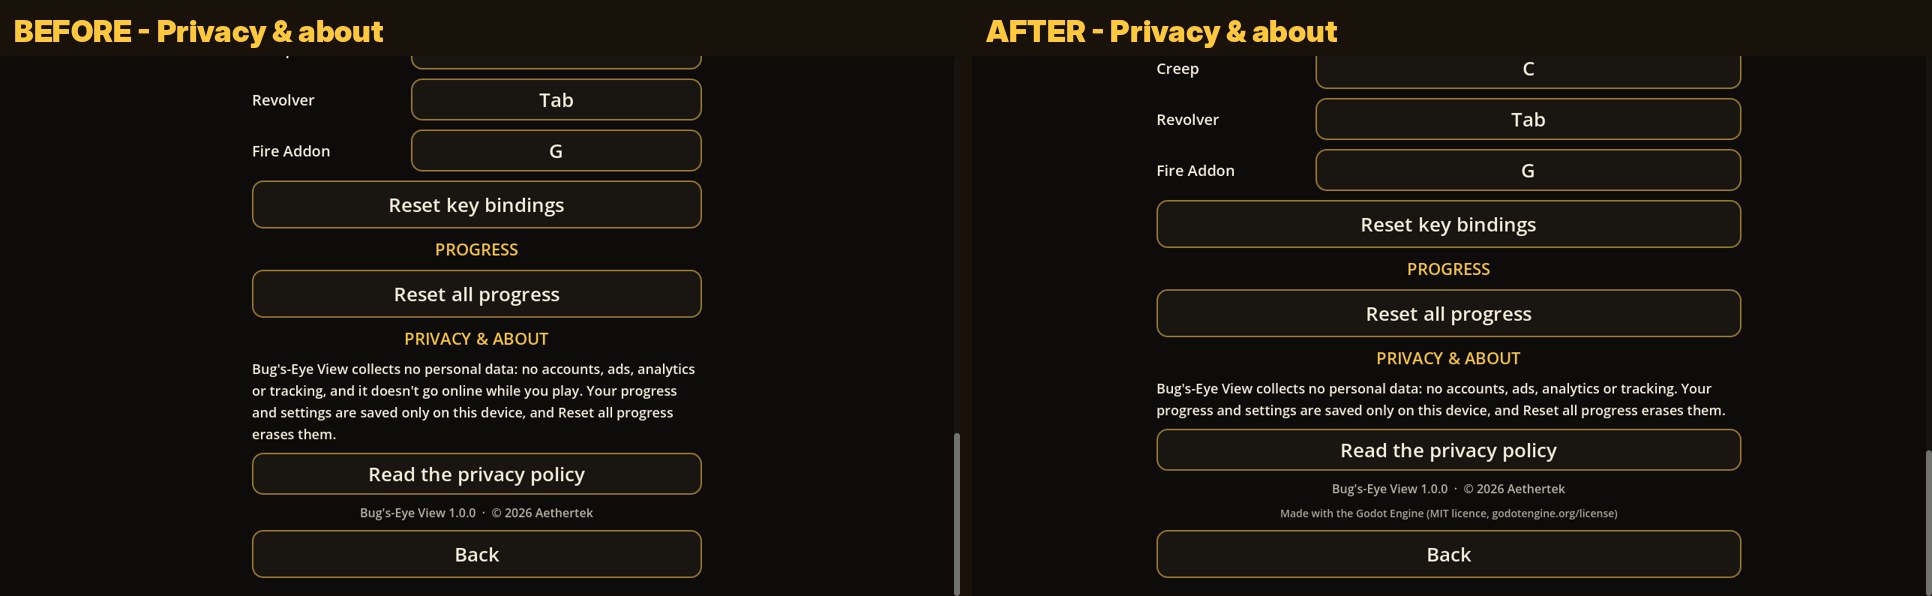 BEFORE - Privacy & about
Revolver
Tab
Fire Addon
G
Reset key bindings
PROGRESS
Reset all progress
PRIVACY & ABOUT
Bug's-Eye View collects no personal data: no accounts, ads, analytics
or tracking, and it doesn't go online while you play. Your progress
and settings are saved only on this device, and Reset all progress
erases them.
Read the privacy policy
Bug's-Eye View 1.0.0 · © 2026 Aethertek
Back
AFTER - Privacy & about
Creep
C
Revolver
Tab
Fire Addon
G
Reset key bindings
PROGRESS
Reset all progress
PRIVACY & ABOUT
Bug's-Eye View collects no personal data: no accounts, ads, analytics or tracking. Your
progress and settings are saved only on this device, and Reset all progress erases them.
Read the privacy policy
Bug's-Eye View 1.0.0 · © 2026 Aethertek
Made with the Godot Engine (MIT licence, godotengine.org/license)
Back